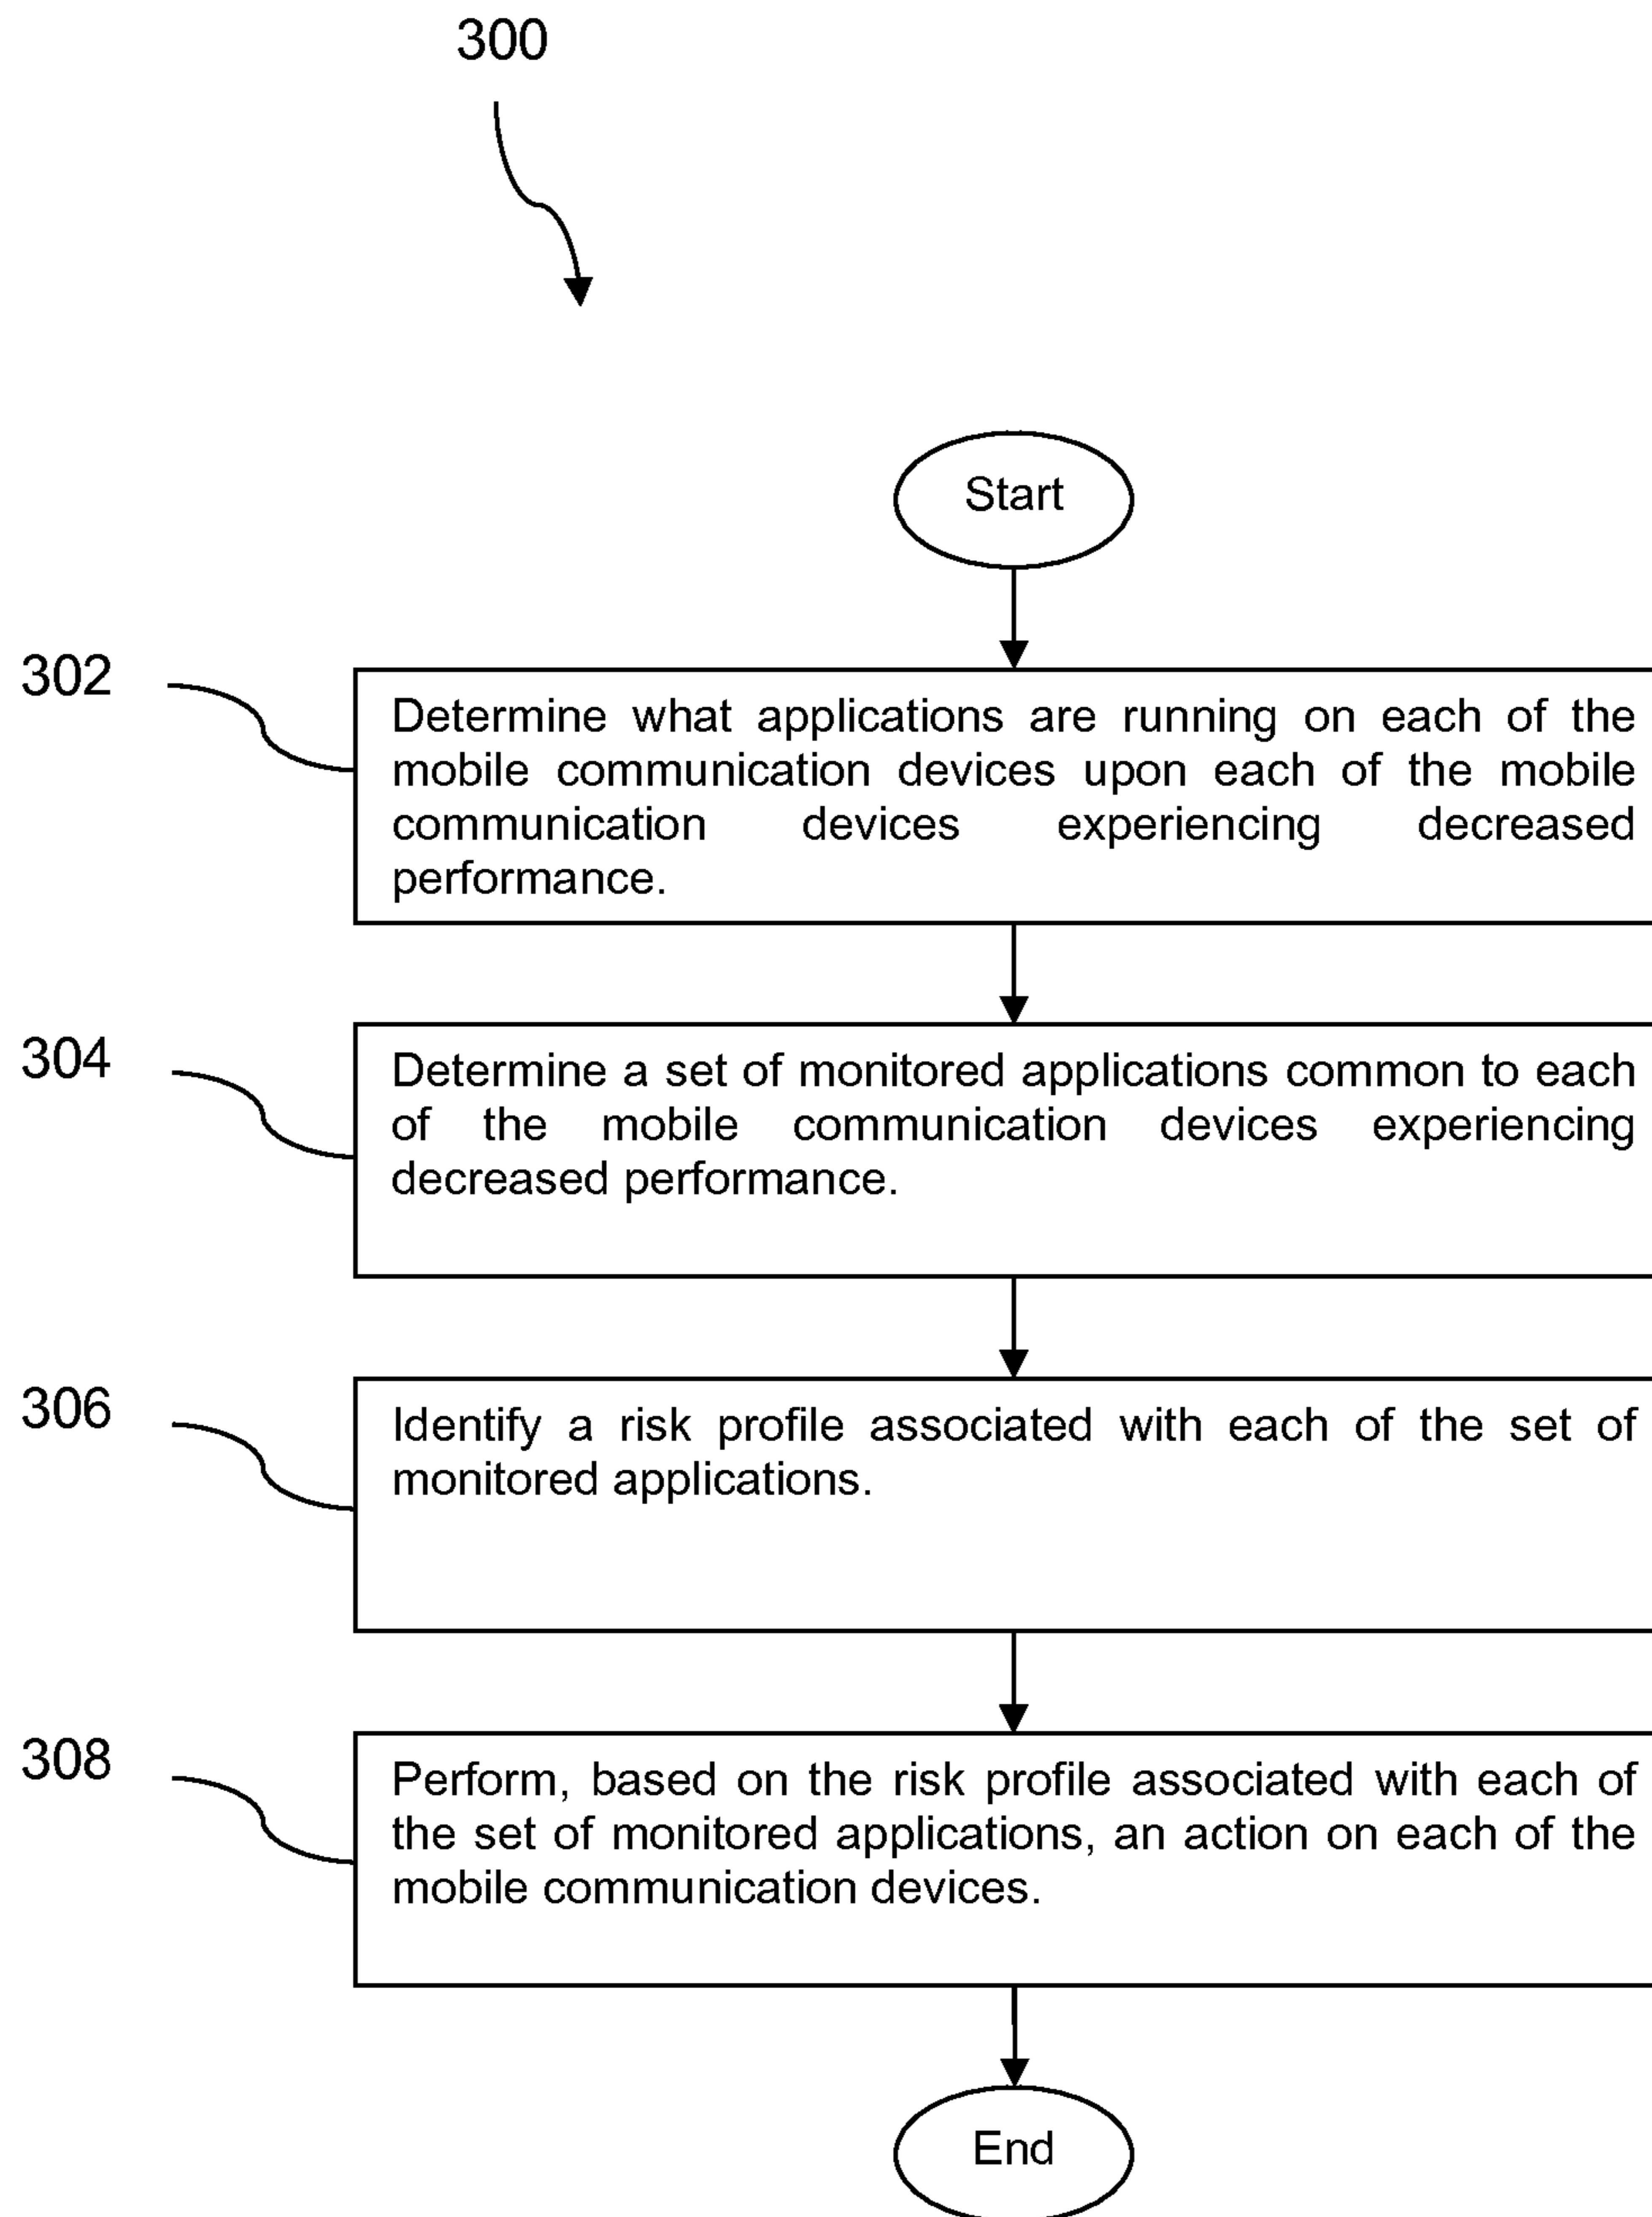 300
Start
302
Determine what applications are running on each of the
mobile communication devices upon each of the mobile
communication devices experiencing decreased
performance.
304
Determine a set of monitored applications common to each
of the mobile communication devices experiencing
decreased performance.
306
Identify a risk profile associated with each of the set of
monitored applications.
308
Perform, based on the risk profile associated with each of
the set of monitored applications, an action on each of the
mobile communication devices.
End